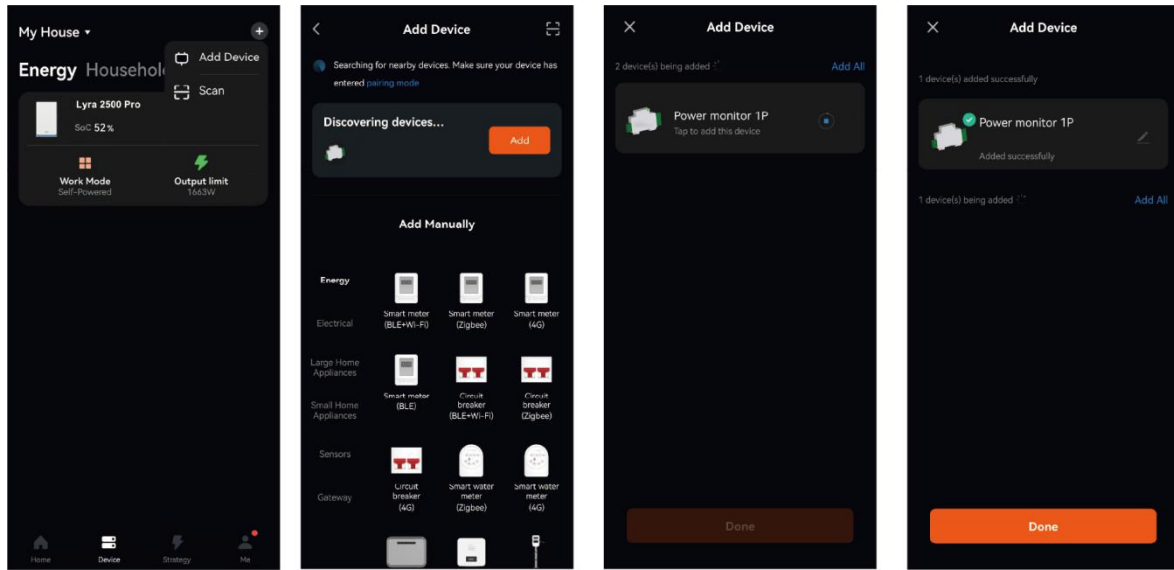 My House
Add Device
Energy Househol
Scan
Lyra 2500 Pro
SoC 52%
Work Mode
Self-Powered
Output limit
1663W
Home
Device
Strategy
Me
Add Device
Searching for nearby devices. Make sure your device has
entered pairing mode
Discovering devices...
Add
Add Manually
Energy
Electrical
Large Home
Appliances
Small Home
Appliances
Sensors
Gateway
Smart meter
(BLE+Wi-Fi)
Smart meter
(Zigbee)
Smart meter
(4G)
Smart meter
(BLE)
Circuit
breaker
(BLE+Wi-Fi)
Circuit
breaker
(Zigbee)
Circuit
breaker
(4G)
Smart water
meter
(Zigbee)
Smart water
meter
(4G)
Add Device
2 device(s) being added
Add All
Power monitor 1P
Tap to add this device
Done
Add Device
1 device(s) added successfully
Power monitor 1P
Added successfully
1 device(s) being added
Add All
Done